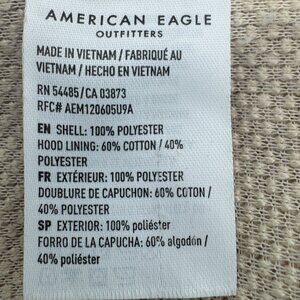 AMERICAN EAGLE
OUTFITTERS
MADE IN VIETNAM / FABRIQUÉ AU
VIETNAM / HECHO EN VIETNAM
RN 54485/CA 03873
RFC# AEM120605U9A
EN SHELL: 100% POLYESTER
HOOD LINING: 60% COTTON / 40%
POLYESTER
FR EXTÉRIEUR: 100% POLYESTER
DOUBLURE DE CAPUCHON: 60% COTON /
40% POLYESTER
SP EXTERIOR: 100% poliéster
FORRO DE LA CAPUCHA: 60% algodón /
40% poliéster